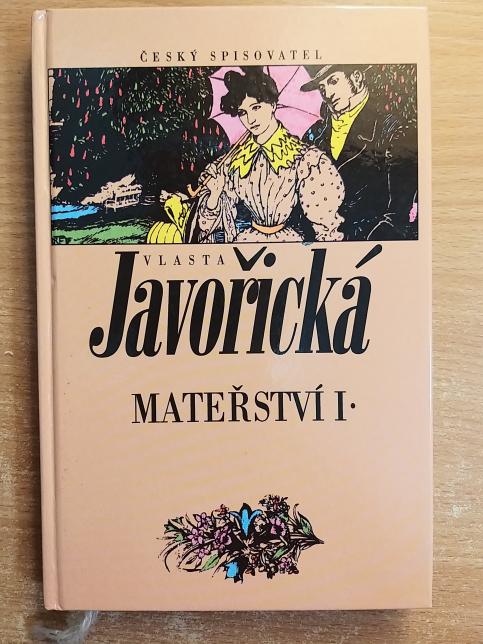 ČESKÝ SPISOVATEL
VLASTA
Javořická
MATEŘSTVÍ I.